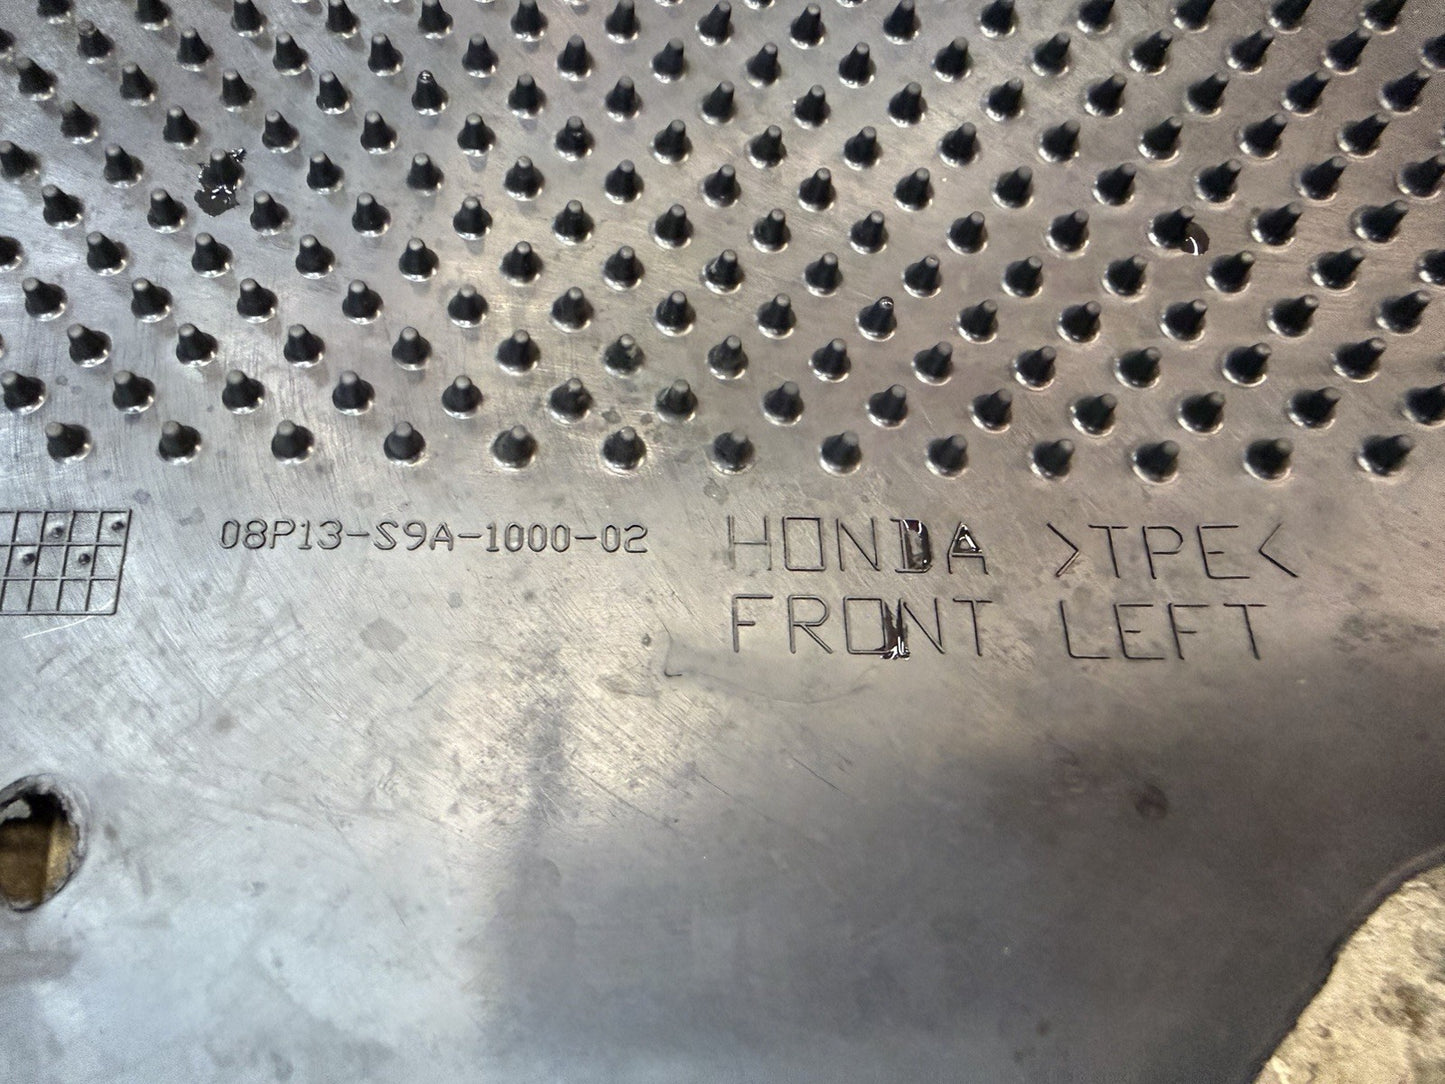 08P13-S9A-1000-02
HONDA >TPE<
FRONT LEFT